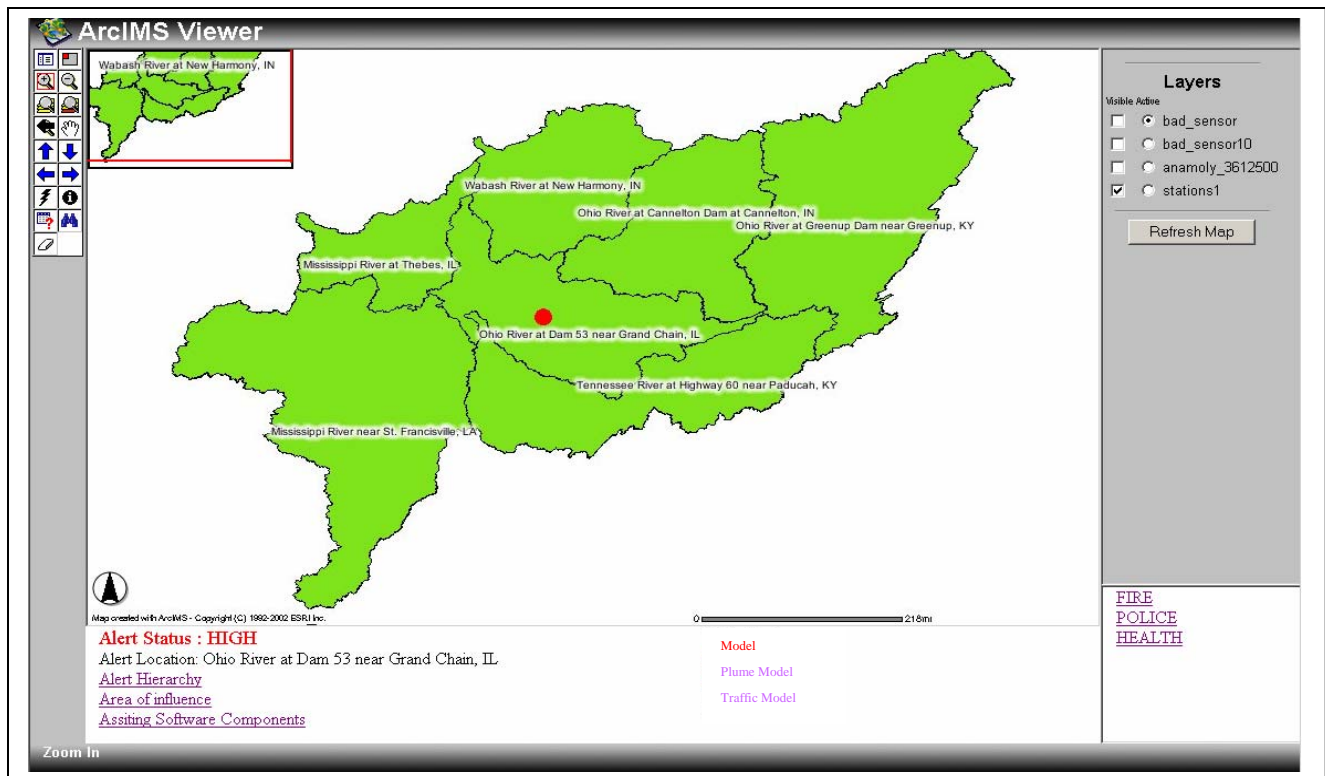 ArcIMS Viewer
Wabash River at New Harmony, IN
Wabash River at New Harmony, IN
Ohio River at Cannelton Dam at Cannelton, IN
Ohio River at Greenup Dam near Greenup, KY
Mississippi River at Thebes, IL
Ohio River at Dam 53 near Grand Chain, IL
Tennessee River at Highway 60 near Paducah, KY
Mississippi River near St. Francisville, LA
Map created with ArcIMS - Copyright (C) 1992-2002 ESRI Inc.
0 218mi
Layers
Visible Active
bad_sensor
bad_sensor10
anamoly_3612500
stations1
Refresh Map
Alert Status : HIGH
Alert Location: Ohio River at Dam 53 near Grand Chain, IL
Alert Hierarchy
Area of influence
Assiting Software Components
Model
Plume Model
Traffic Model
FIRE
POLICE
HEALTH
Zoom In